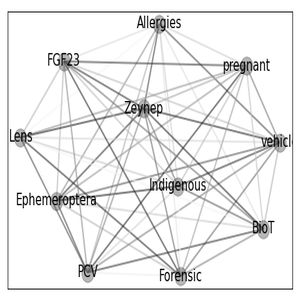 Allergies
FGF23
pregnant
Zeynep
Lens
vehicl
Indigenous
Ephemeroptera
BioT
PCV
Forensic